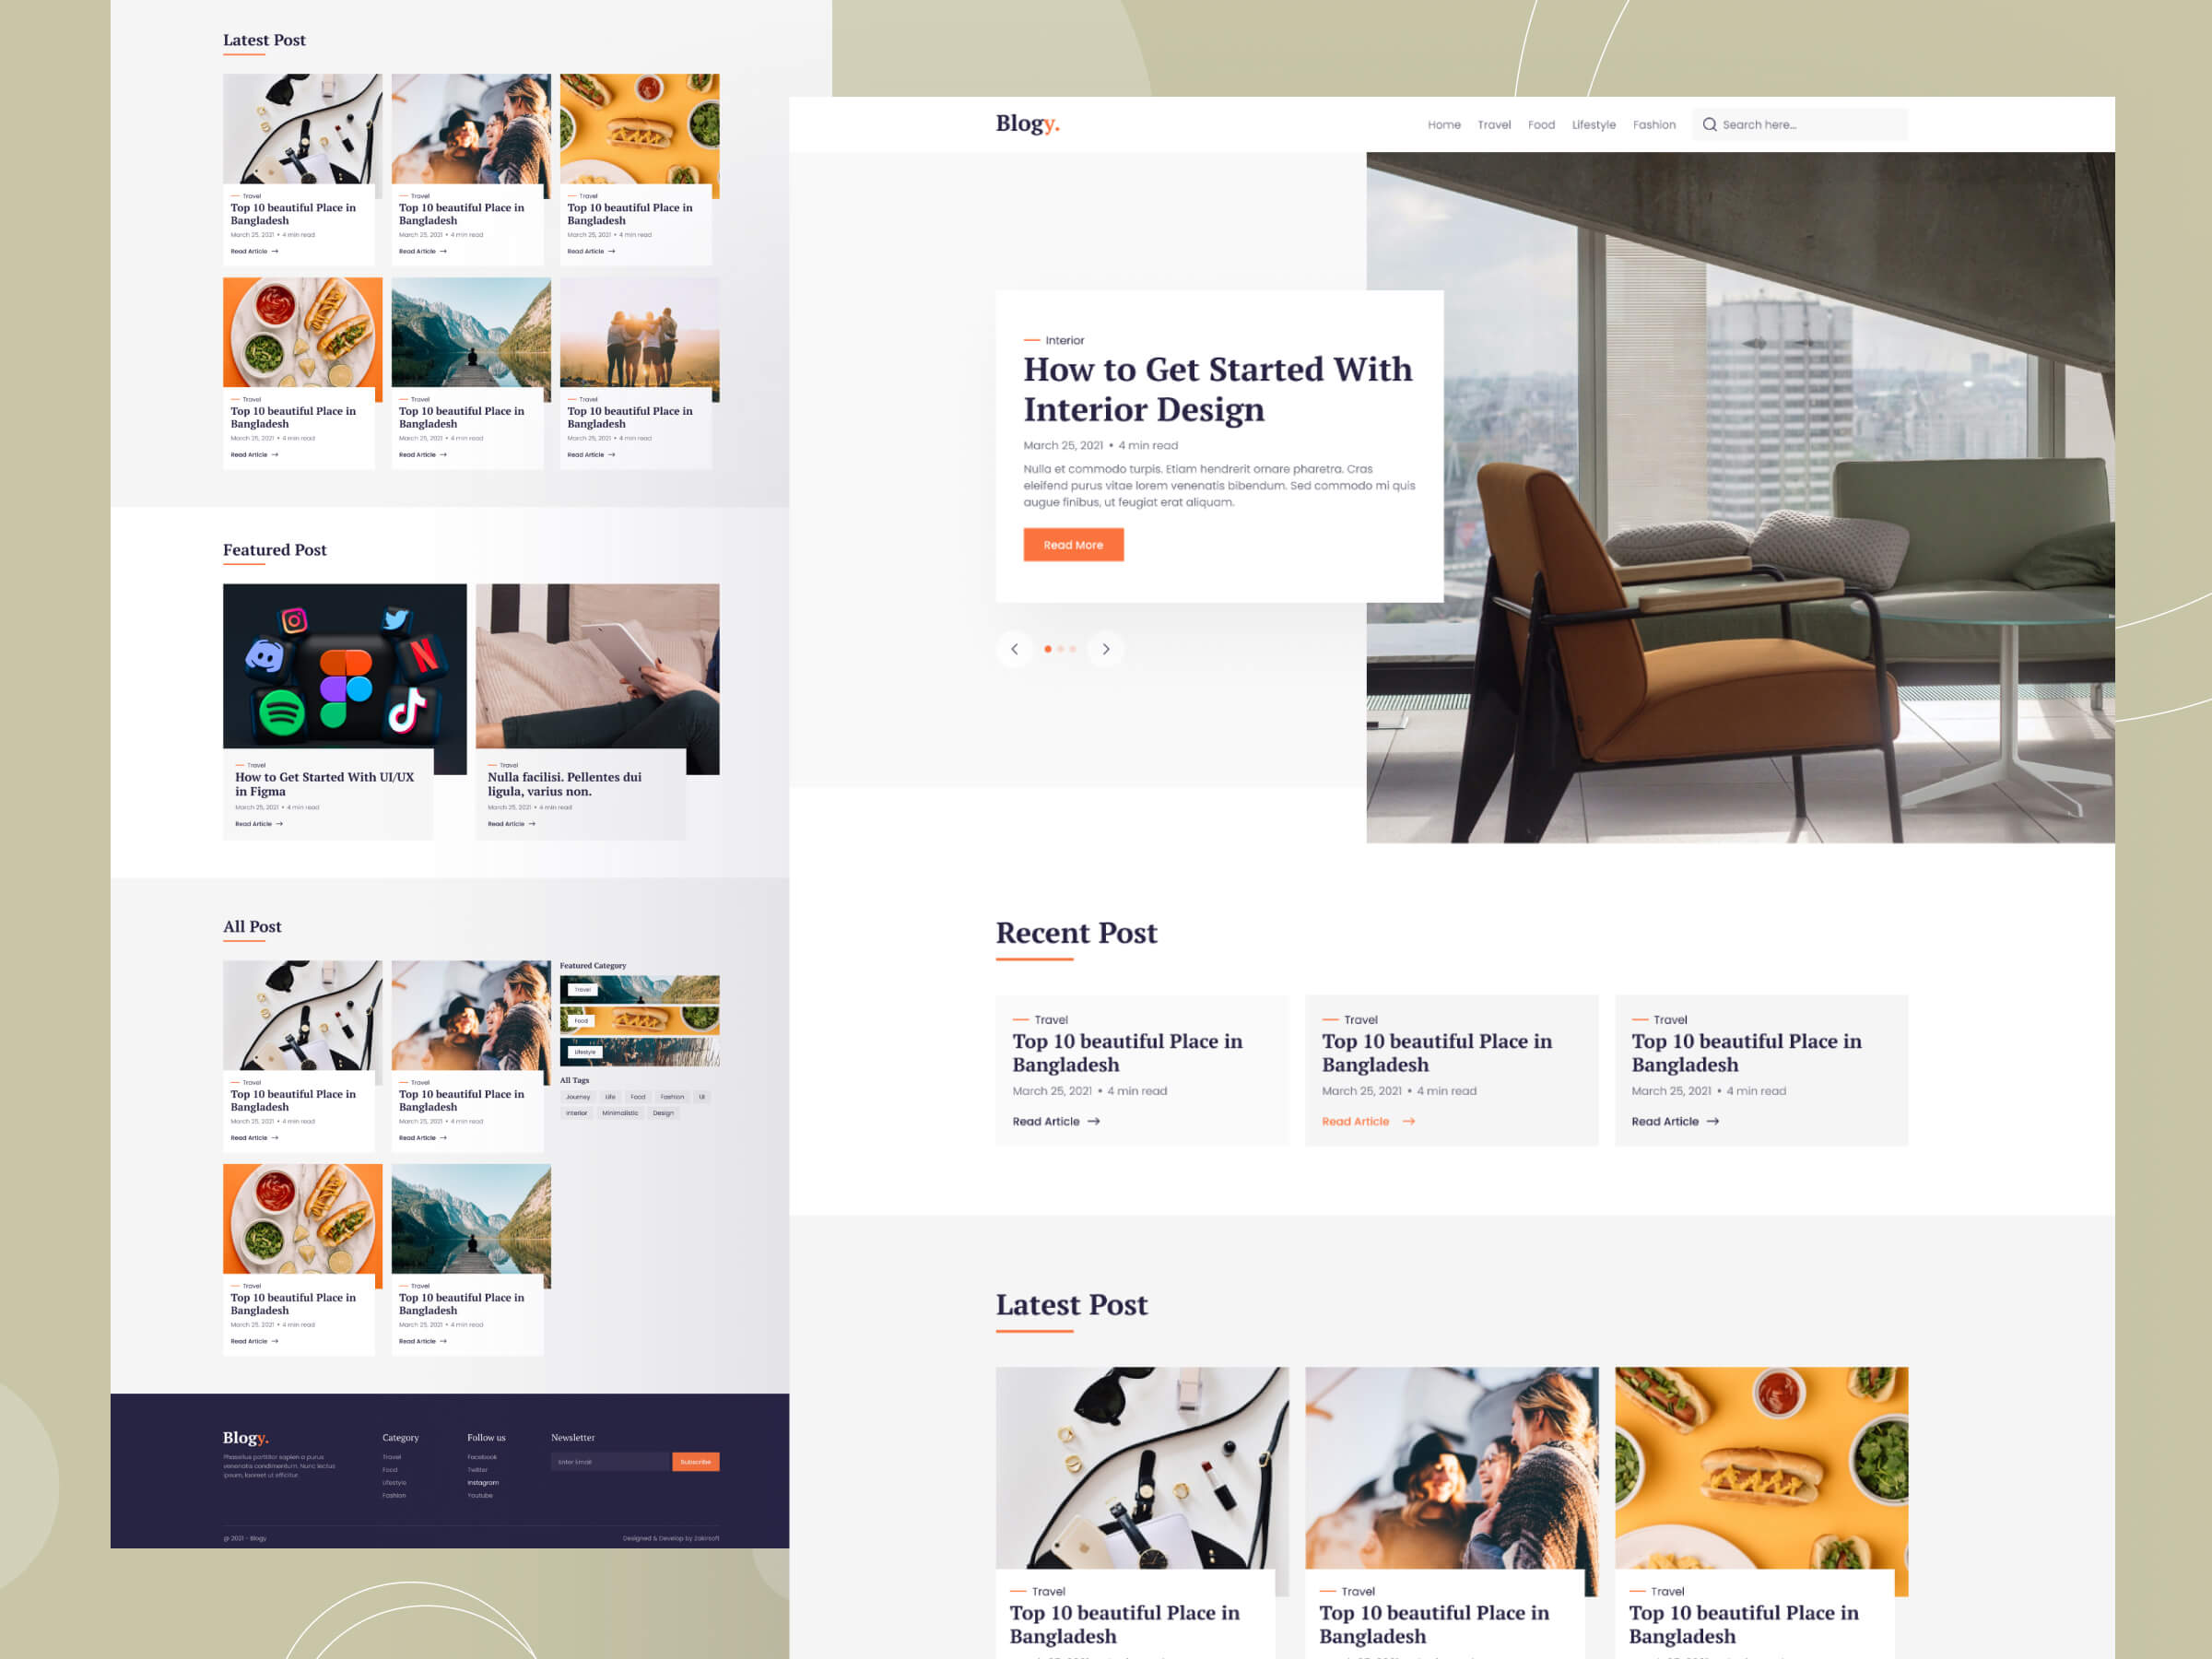 Latest Post
Travel
Top 10 beautiful Place in
Bangladesh
March 25, 2021 • 4 min read
Read Article
Travel
Top 10 beautiful Place in
Bangladesh
March 25, 2021 • 4 min read
Read Article
Travel
Top 10 beautiful Place in
Bangladesh
March 25, 2021 • 4 min read
Read Article
Travel
Top 10 beautiful Place in
Bangladesh
March 25, 2021 • 4 min read
Read Article
Travel
Top 10 beautiful Place in
Bangladesh
March 25, 2021 • 4 min read
Read Article
Travel
Top 10 beautiful Place in
Bangladesh
March 25, 2021 • 4 min read
Read Article
Featured Post
Travel
How to Get Started With UI/UX
in Figma
March 25, 2021 • 4 min read
Read Article
Travel
Nulla facilisi. Pellentes dui
ligula, varius non.
March 25, 2021 • 4 min read
Read Article
All Post
Travel
Top 10 beautiful Place in
Bangladesh
March 25, 2021 • 4 min read
Read Article
Travel
Top 10 beautiful Place in
Bangladesh
March 25, 2021 • 4 min read
Read Article
Featured Category
Travel
Food
Lifestyle
All Tags
Journey Life Food Fashion UI
Interior Minimalistic Design
Travel
Top 10 beautiful Place in
Bangladesh
March 25, 2021 • 4 min read
Read Article
Travel
Top 10 beautiful Place in
Bangladesh
March 25, 2021 • 4 min read
Read Article
Blogy.
Phasellus porttitor sapien a purus
venenatis condimentum. Nunc lectus
ipsum, laoreet ut efficitur.
Category
Travel
Food
Lifestyle
Fashion
Follow us
Facebook
Twitter
Instagram
Youtube
Newsletter
Enter Email
Subscribe
@ 2021 - Blogy
Designed & Develop by Zakirsoft
Blogy.
Home Travel Food Lifestyle Fashion
Search here...
Interior
How to Get Started With
Interior Design
March 25, 2021 • 4 min read
Nulla et commodo turpis. Etiam hendrerit ornare pharetra. Cras
eleifend purus vitae lorem venenatis bibendum. Sed commodo mi quis
augue finibus, ut feugiat erat aliquam.
Read More
Recent Post
Travel
Top 10 beautiful Place in
Bangladesh
March 25, 2021 • 4 min read
Read Article
Travel
Top 10 beautiful Place in
Bangladesh
March 25, 2021 • 4 min read
Read Article
Travel
Top 10 beautiful Place in
Bangladesh
March 25, 2021 • 4 min read
Read Article
Latest Post
Travel
Top 10 beautiful Place in
Bangladesh
Travel
Top 10 beautiful Place in
Bangladesh
Travel
Top 10 beautiful Place in
Bangladesh